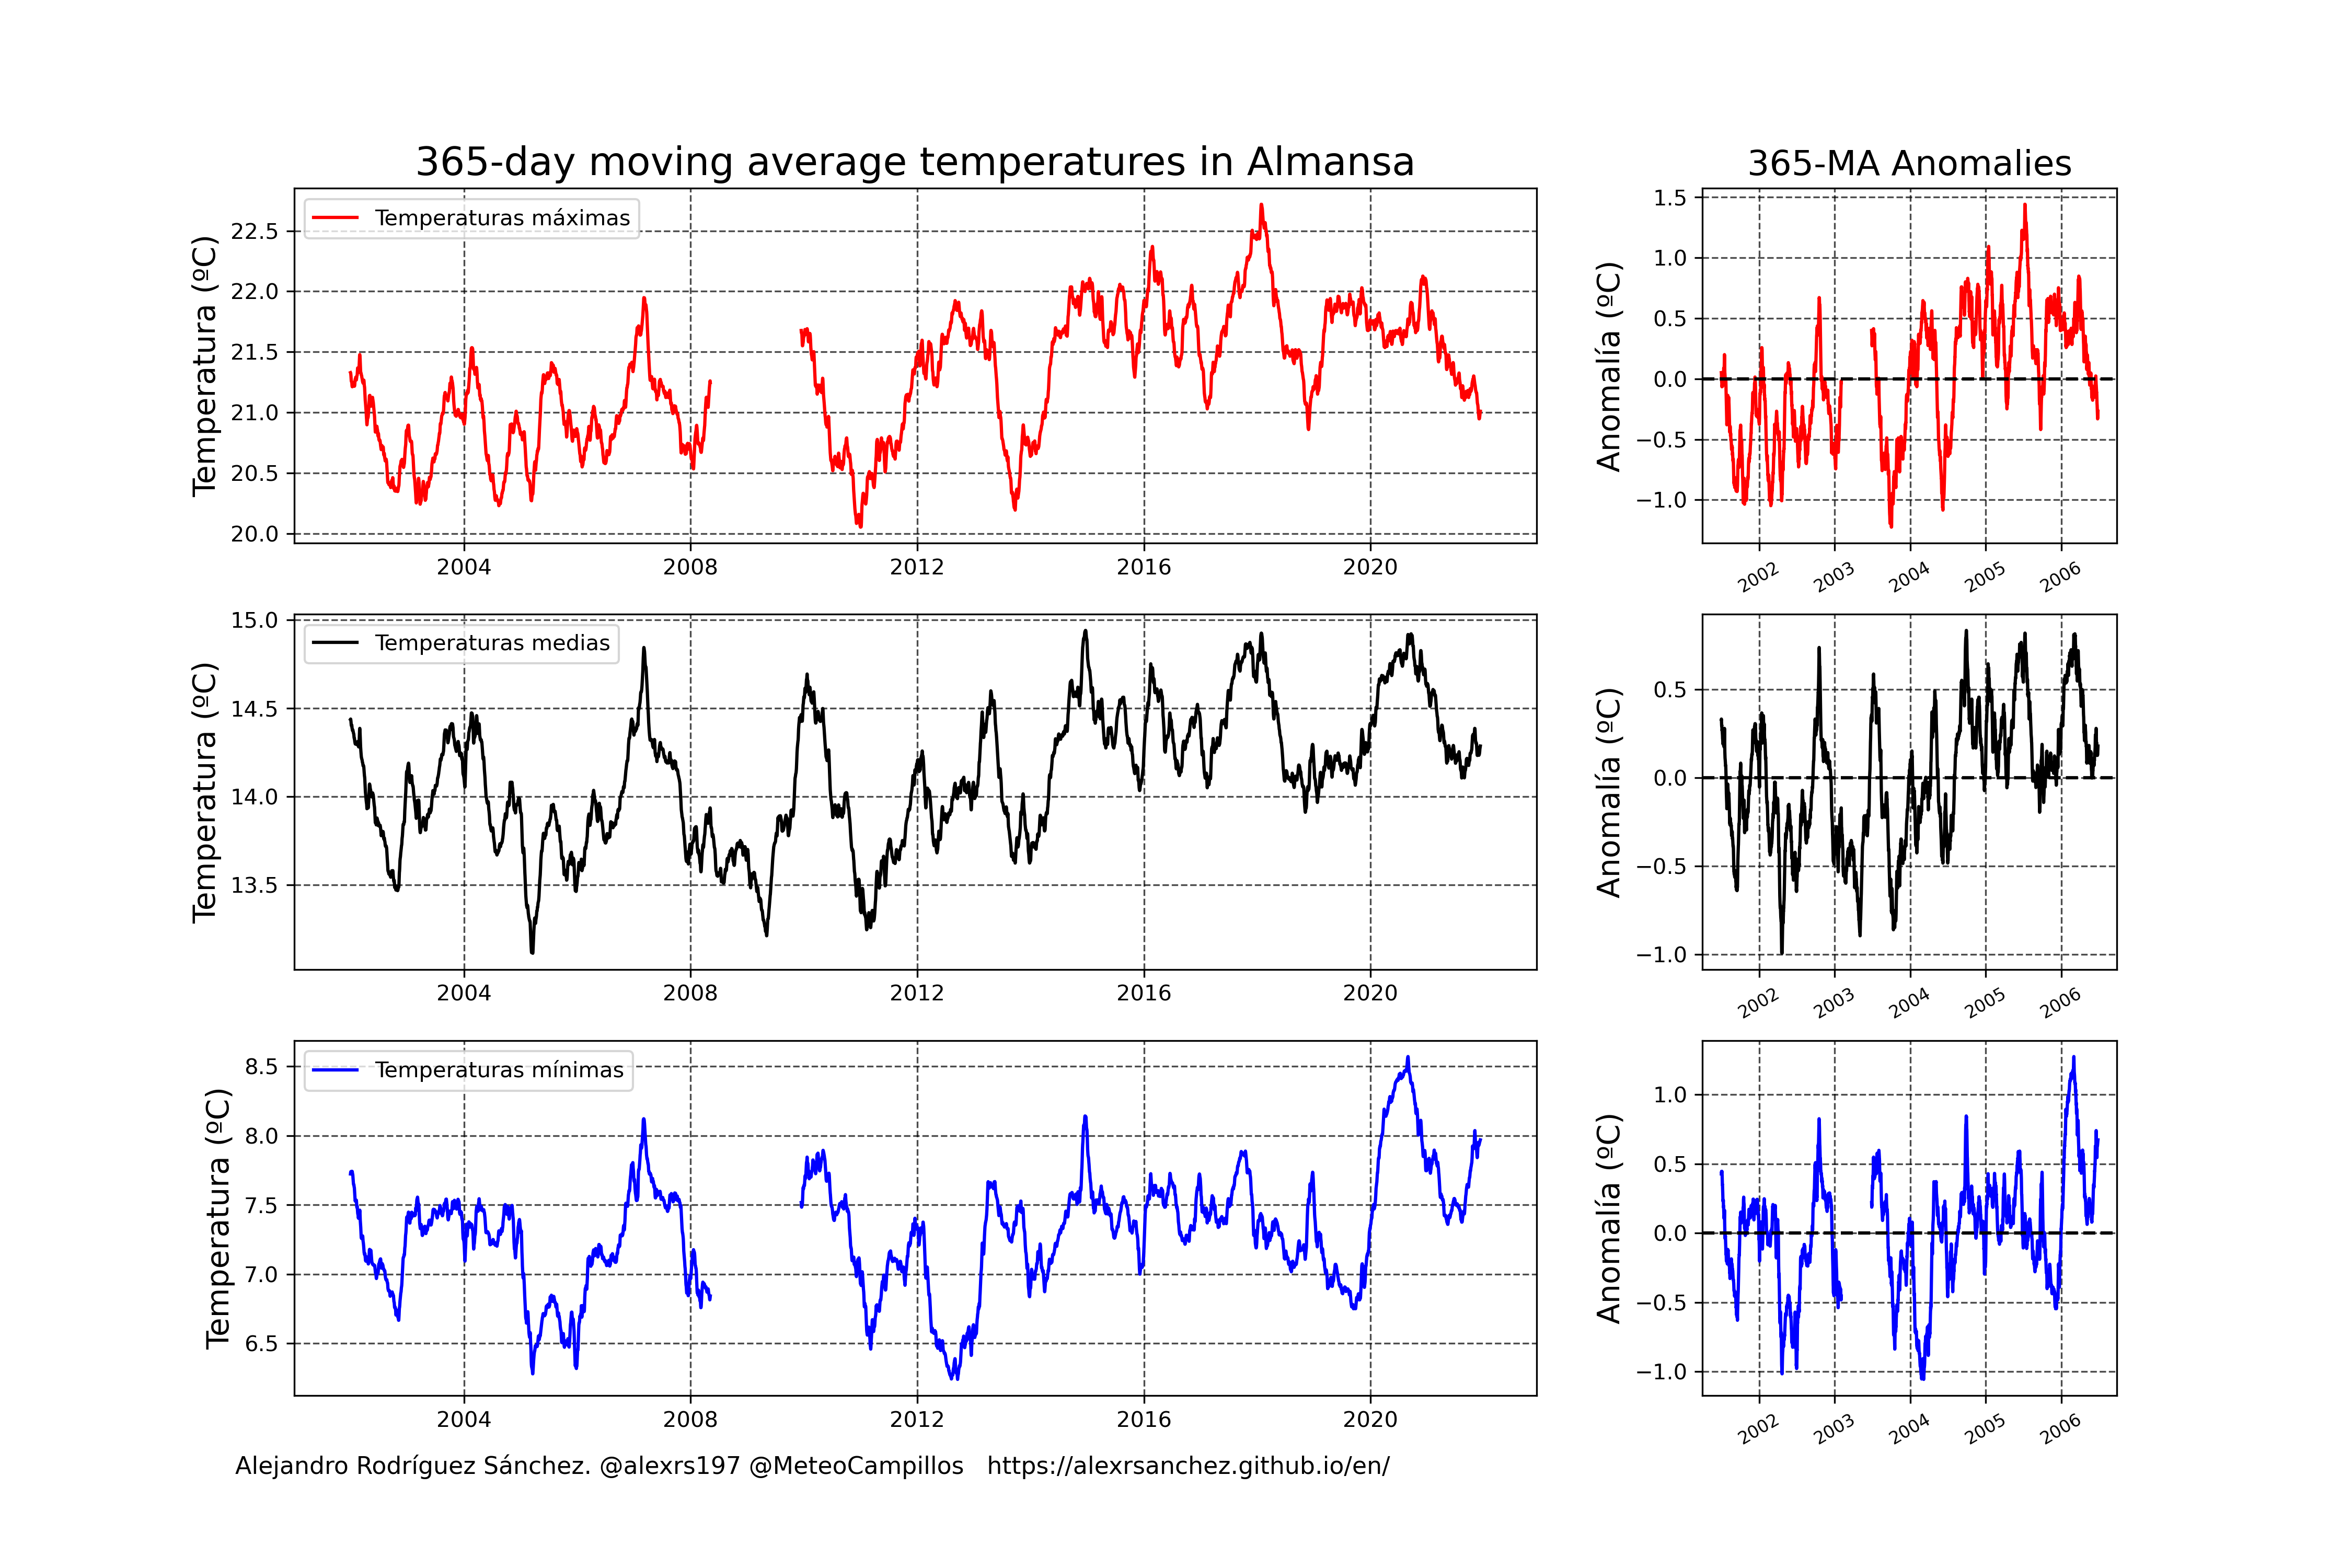 365-day moving average temperatures in Almansa
365-MA Anomalies
Temperatura (ºC)
22.5
22.0
21.5
21.0
20.5
20.0
Temperaturas máximas
2004 2008 2012 2016 2020
Anomalía (ºC)
1.5
1.0
0.5
0.0
−0.5
−1.0
2002 2003 2004 2005 2006
Temperatura (ºC)
15.0
14.5
14.0
13.5
Temperaturas medias
2004 2008 2012 2016 2020
Anomalía (ºC)
0.5
0.0
−0.5
−1.0
2002 2003 2004 2005 2006
Temperatura (ºC)
8.5
8.0
7.5
7.0
6.5
Temperaturas mínimas
2004 2008 2012 2016 2020
Anomalía (ºC)
1.0
0.5
0.0
−0.5
−1.0
2002 2003 2004 2005 2006
Alejandro Rodríguez Sánchez. @alexrs197 @MeteoCampillos https://alexrsanchez.github.io/en/